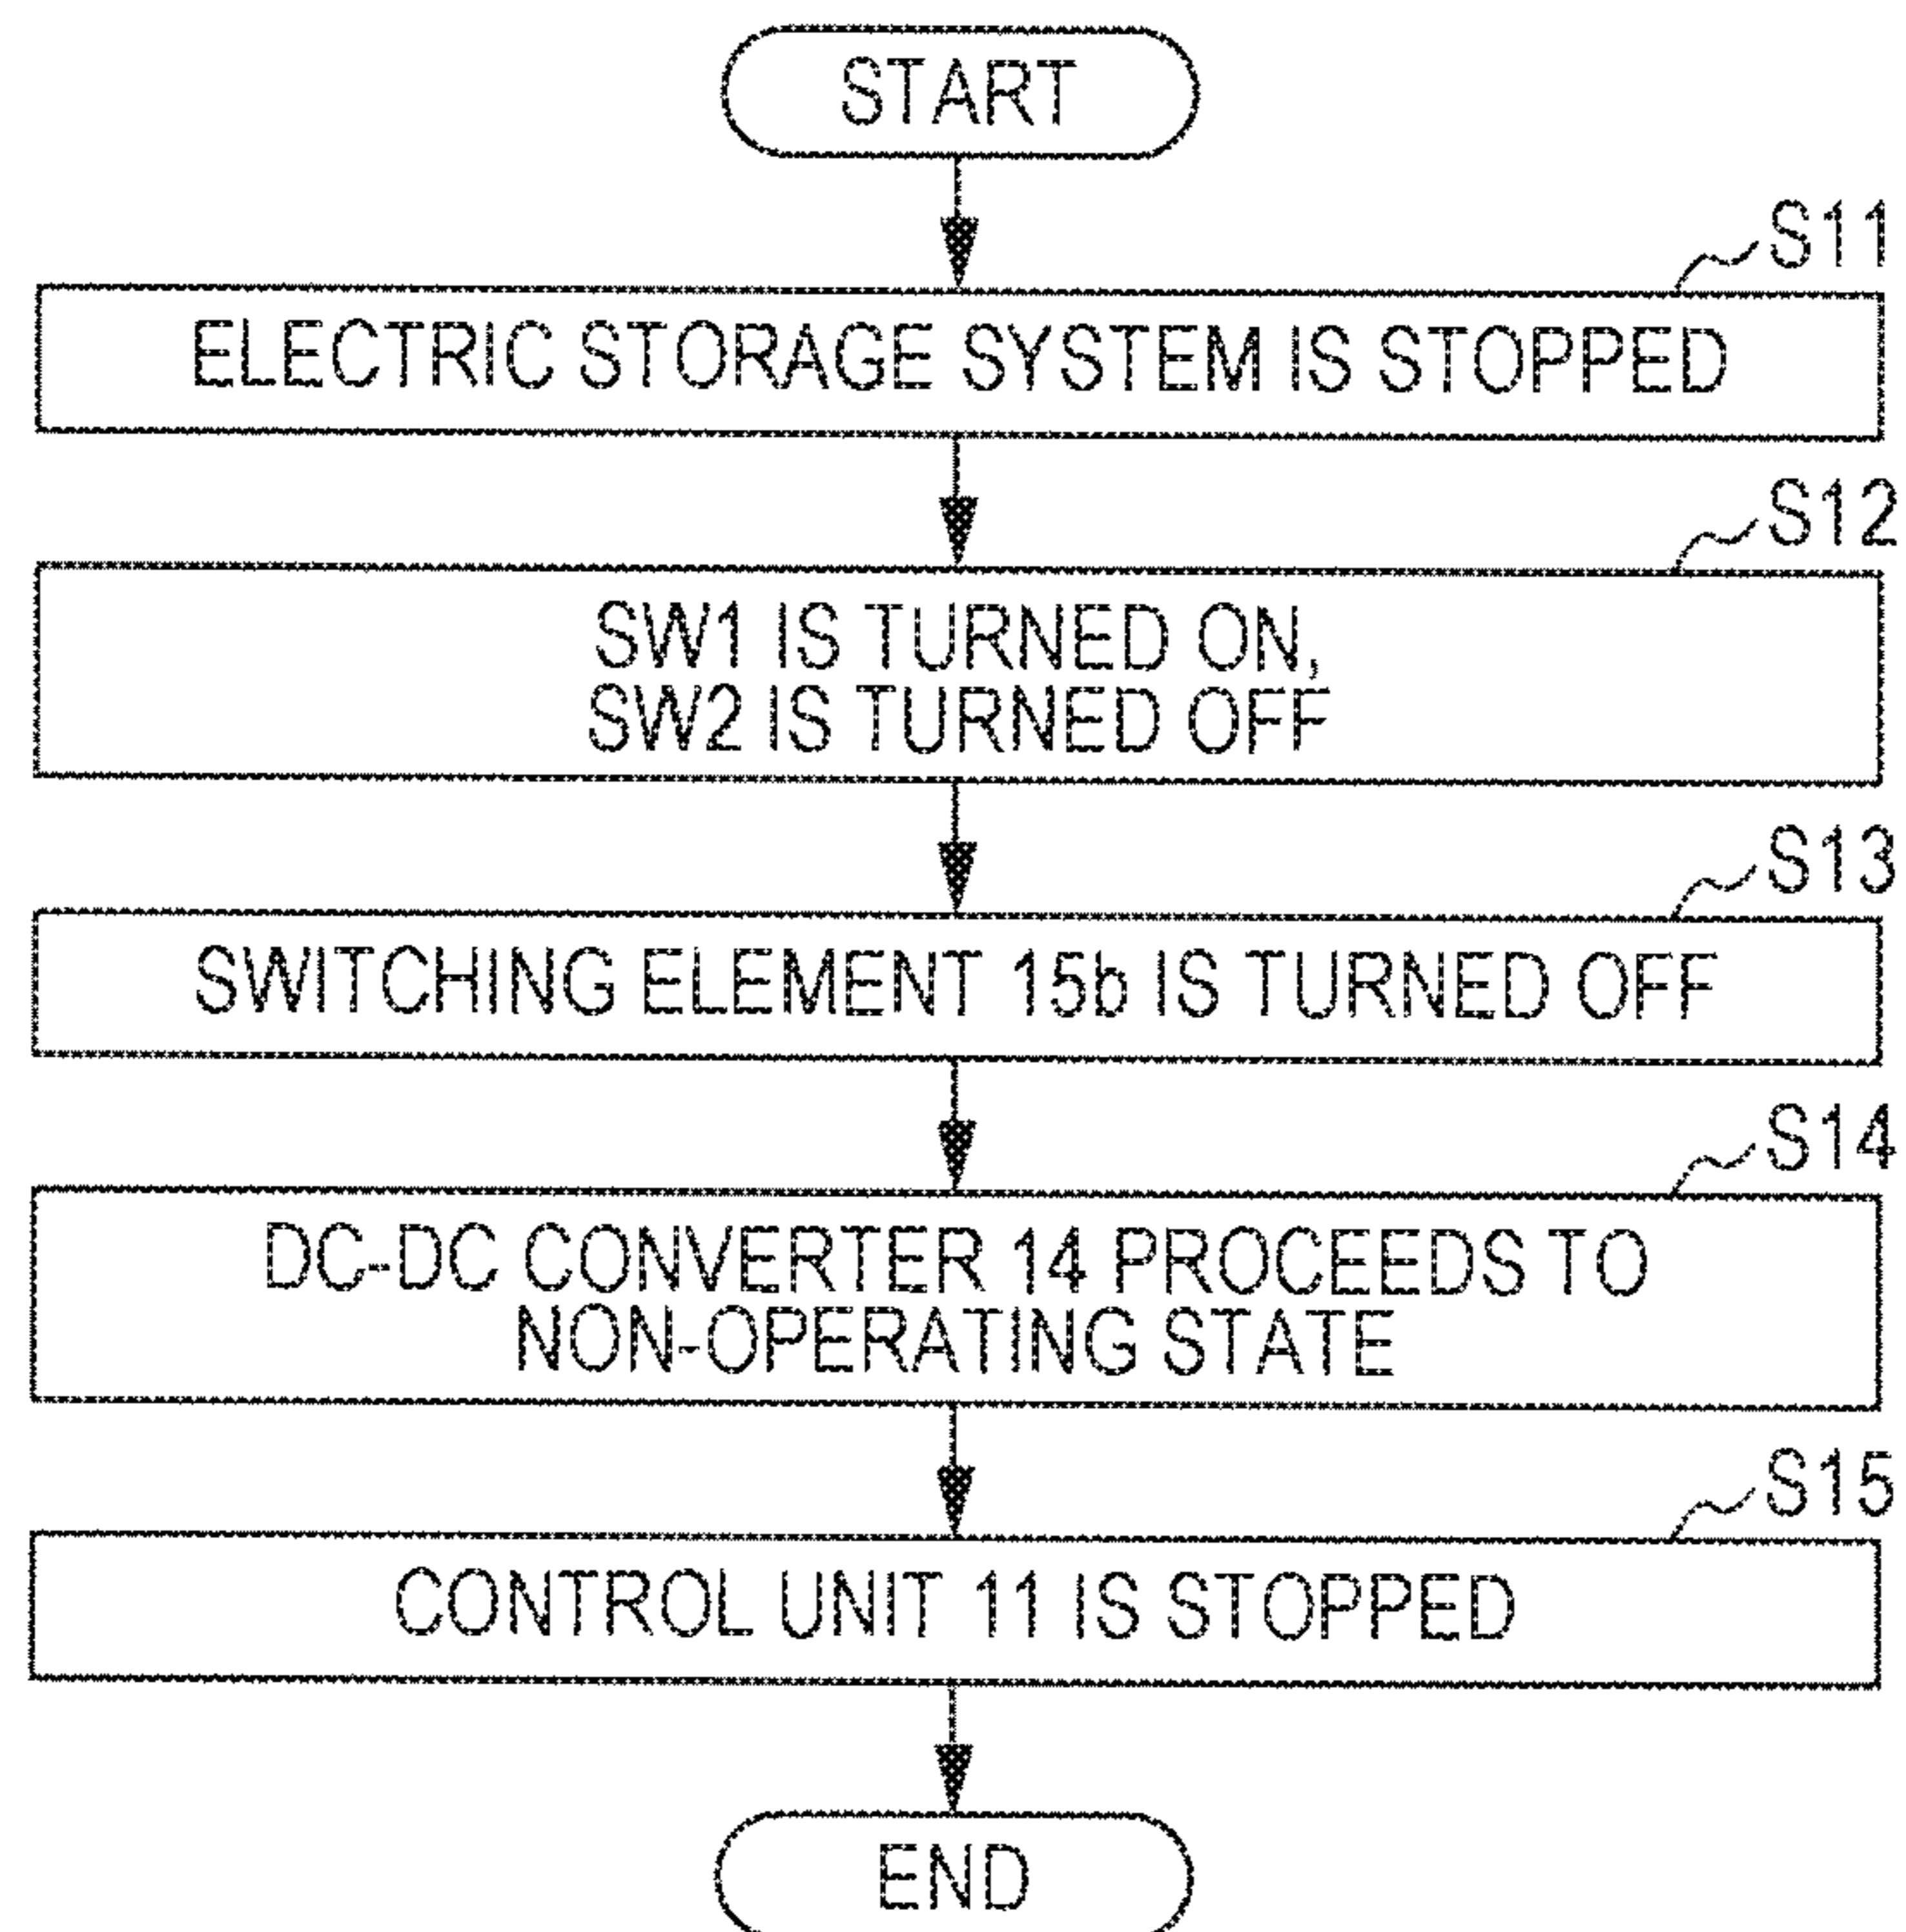 START
S11
ELECTRIC STORAGE SYSTEM IS STOPPED
S12
SW1 IS TURNED ON,
SW2 IS TURNED OFF
S13
SWITCHING ELEMENT 15b IS TURNED OFF
S14
DC-DC CONVERTER 14 PROCEEDS TO
NON-OPERATING STATE
S15
CONTROL UNIT 11 IS STOPPED
END